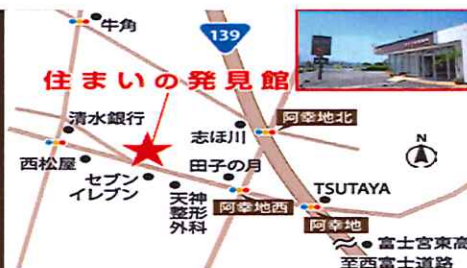 牛角
139
住まいの発見館
清水銀行
志ほ川
阿幸地北
N
西松屋
田子の月
セブン
イレブン
天神
整形
外科
阿幸地西
TSUTAYA
阿幸地
富士宮東高
至西富士道路